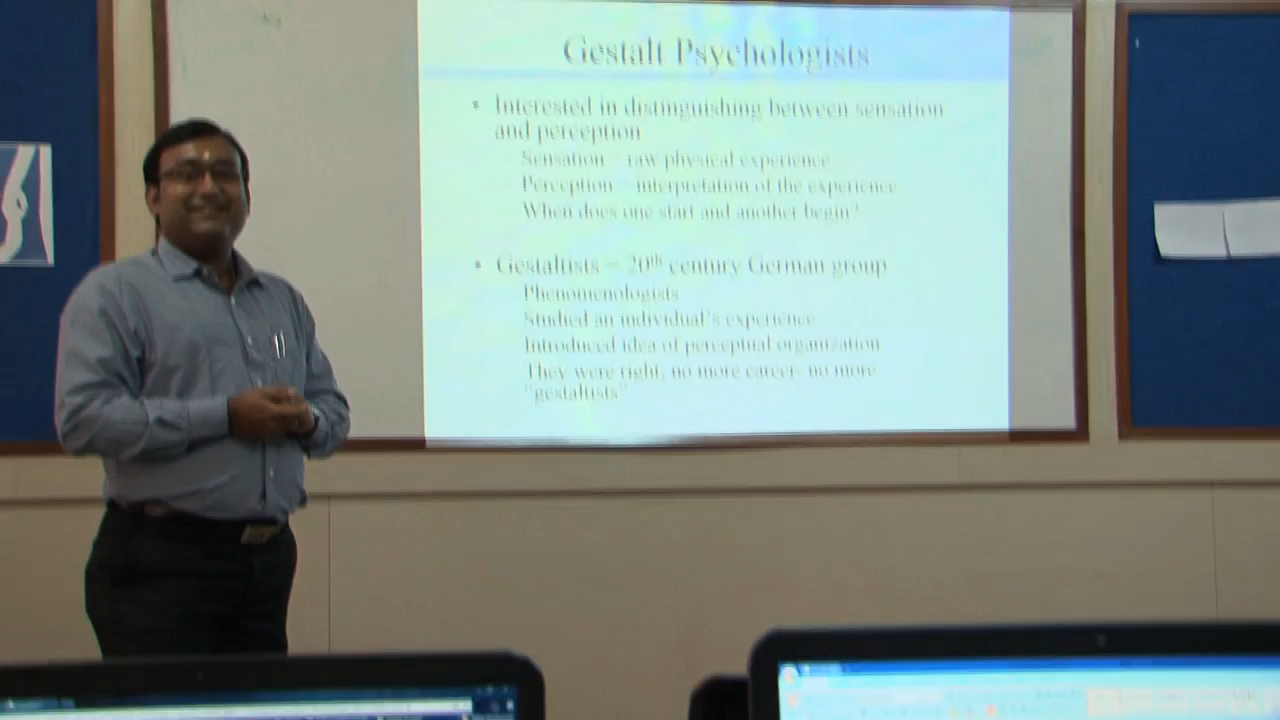 Gestalt Psychologists
• Interested in distinguishing between sensation
and perception
Sensation = raw physical experience
Perception = interpretation of the experience
When does one start and another begin?
• Gestaltists = 20th century German group
Phenomenologists
Studied an individual's experience
Introduced idea of perceptual organization
They were right, no more career, no more
"gestaltists"